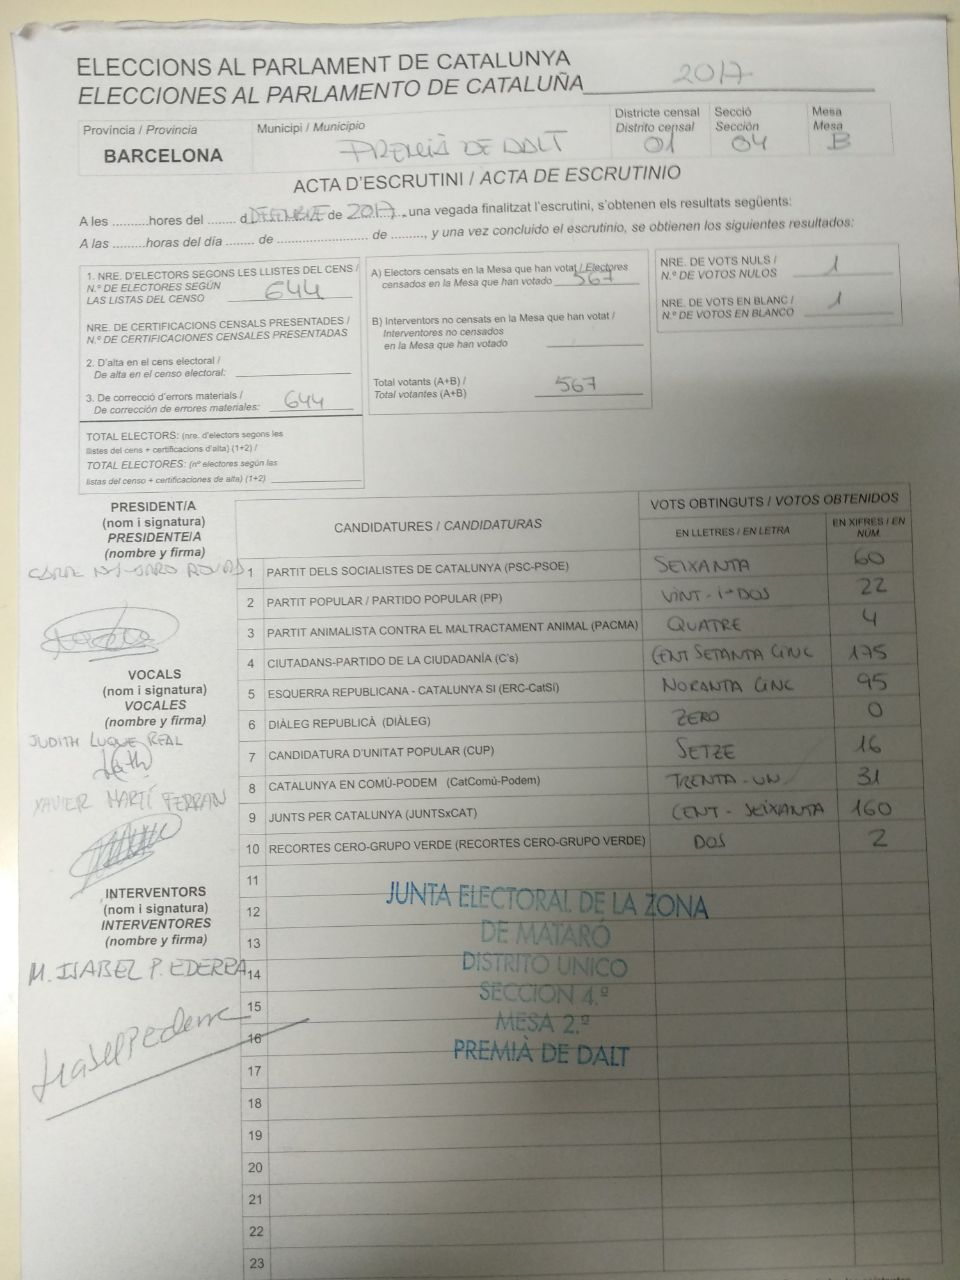 ELECCIONS AL PARLAMENT DE CATALUNYA
ELECCIONES AL PARLAMENTO DE CATALUÑA 2017
Província / Provincia
BARCELONA
Municipi / Municipio
PREMIÀ DE DALT
Districte censal
Distrito censal
01
Secció
Sección
04
Mesa
Mesa
B
ACTA D'ESCRUTINI / ACTA DE ESCRUTINIO
A les .........hores del ........ d DESEMBRE de 2017, una vegada finalitzat l'escrutini, s'obtenen els resultats següents:
A las .........horas del día ........ de ......................... de ........., y una vez concluido el escrutinio, se obtienen los siguientes resultados:
1. NRE. D'ELECTORS SEGONS LES LLISTES DEL CENS /
N.º DE ELECTORES SEGÚN
LAS LISTAS DEL CENSO 644
NRE. DE CERTIFICACIONS CENSALS PRESENTADES /
N.º DE CERTIFICACIONES CENSALES PRESENTADAS
2. D'alta en el cens electoral /
De alta en el censo electoral:
3. De correcció d'errors materials /
De corrección de errores materiales: 644
TOTAL ELECTORS: (nre. d'electors segons les
llistes del cens + certificacions d'alta) (1+2) /
TOTAL ELECTORES: (nº electores según las
listas del censo + certificaciones de alta) (1+2)
A) Electors censats en la Mesa que han votat / Electores
censados en la Mesa que han votado 567
B) Interventors no censats en la Mesa que han votat /
Interventores no censados
en la Mesa que han votado
Total votants (A+B) /
Total votantes (A+B) 567
NRE. DE VOTS NULS /
N.º DE VOTOS NULOS 1
NRE. DE VOTS EN BLANC /
N.º DE VOTOS EN BLANCO 1
PRESIDENT/A
(nom i signatura)
PRESIDENTE/A
(nombre y firma)
VOCALS
(nom i signatura)
VOCALES
(nombre y firma)
JUDITH LUQUE REAL
XAVIER MARTÍ FERRAN
INTERVENTORS
(nom i signatura)
INTERVENTORES
(nombre y firma)
M. ISABEL P. EDERRA
CANDIDATURES / CANDIDATURAS
VOTS OBTINGUTS / VOTOS OBTENIDOS
EN LLETRES / EN LETRA
EN XIFRES / EN NÚM.
1 PARTIT DELS SOCIALISTES DE CATALUNYA (PSC-PSOE) SEIXANTA 60
2 PARTIT POPULAR / PARTIDO POPULAR (PP) VINT-I-DOS 22
3 PARTIT ANIMALISTA CONTRA EL MALTRACTAMENT ANIMAL (PACMA) QUATRE 4
4 CIUTADANS-PARTIDO DE LA CIUDADANÍA (C's) CENT SETANTA CINC 175
5 ESQUERRA REPUBLICANA - CATALUNYA SI (ERC-CatSí) NORANTA CINC 95
6 DIÀLEG REPUBLICÀ (DIÀLEG) ZERO 0
7 CANDIDATURA D'UNITAT POPULAR (CUP) SETZE 16
8 CATALUNYA EN COMÚ-PODEM (CatComú-Podem) TRENTA-UN 31
9 JUNTS PER CATALUNYA (JUNTSxCAT) CENT-SEIXANTA 160
10 RECORTES CERO-GRUPO VERDE (RECORTES CERO-GRUPO VERDE) DOS 2
11
12
13
14
15
16
17
18
19
20
21
22
23
JUNTA ELECTORAL DE LA ZONA
DE MATARÓ
DISTRITO UNICO
SECCION 4.ª
MESA 2.ª
PREMIÀ DE DALT